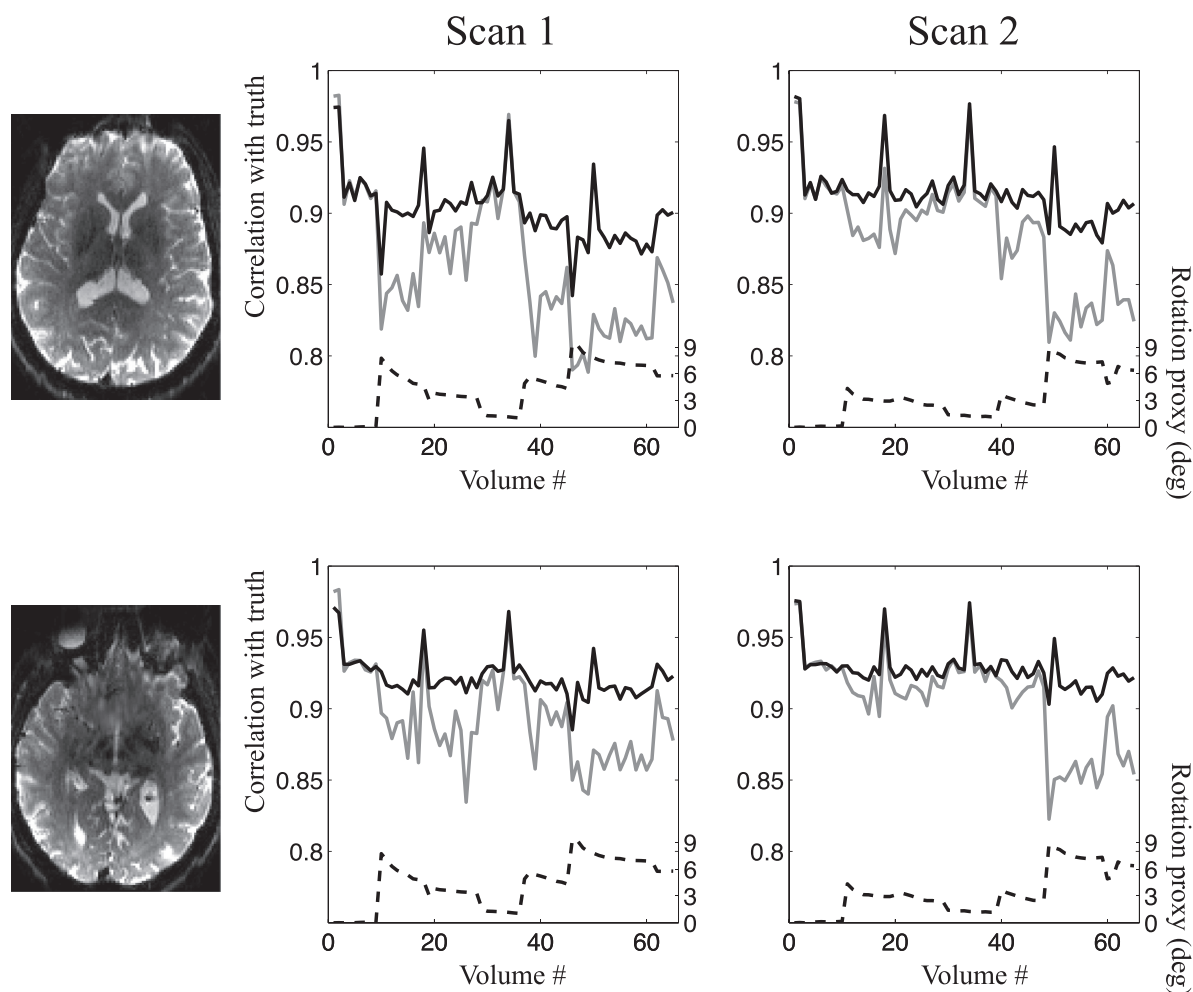 Scan 1
Scan 2
Correlation with truth
1
0.95
0.9
0.85
0.8
9
6
3
0
0 20 40 60
Volume #
1
0.95
0.9
0.85
0.8
9
6
3
0
0 20 40 60
Volume #
Rotation proxy (deg)
Correlation with truth
1
0.95
0.9
0.85
0.8
9
6
3
0
0 20 40 60
Volume #
1
0.95
0.9
0.85
0.8
9
6
3
0
0 20 40 60
Volume #
Rotation proxy (deg)